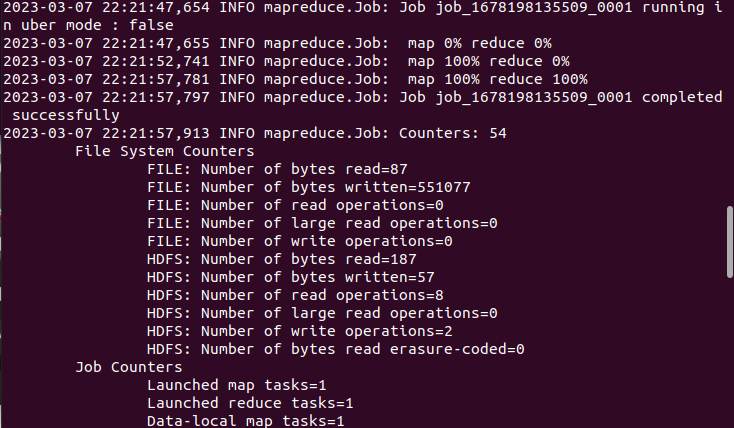 2023-03-07 22:21:47,654 INFO mapreduce.Job: Job job_1678198135509_0001 running i
n uber mode : false
2023-03-07 22:21:47,655 INFO mapreduce.Job:  map 0% reduce 0%
2023-03-07 22:21:52,741 INFO mapreduce.Job:  map 100% reduce 0%
2023-03-07 22:21:57,781 INFO mapreduce.Job:  map 100% reduce 100%
2023-03-07 22:21:57,797 INFO mapreduce.Job: Job job_1678198135509_0001 completed
 successfully
2023-03-07 22:21:57,913 INFO mapreduce.Job: Counters: 54
        File System Counters
                FILE: Number of bytes read=87
                FILE: Number of bytes written=551077
                FILE: Number of read operations=0
                FILE: Number of large read operations=0
                FILE: Number of write operations=0
                HDFS: Number of bytes read=187
                HDFS: Number of bytes written=57
                HDFS: Number of read operations=8
                HDFS: Number of large read operations=0
                HDFS: Number of write operations=2
                HDFS: Number of bytes read erasure-coded=0
        Job Counters
                Launched map tasks=1
                Launched reduce tasks=1
                Data-local map tasks=1